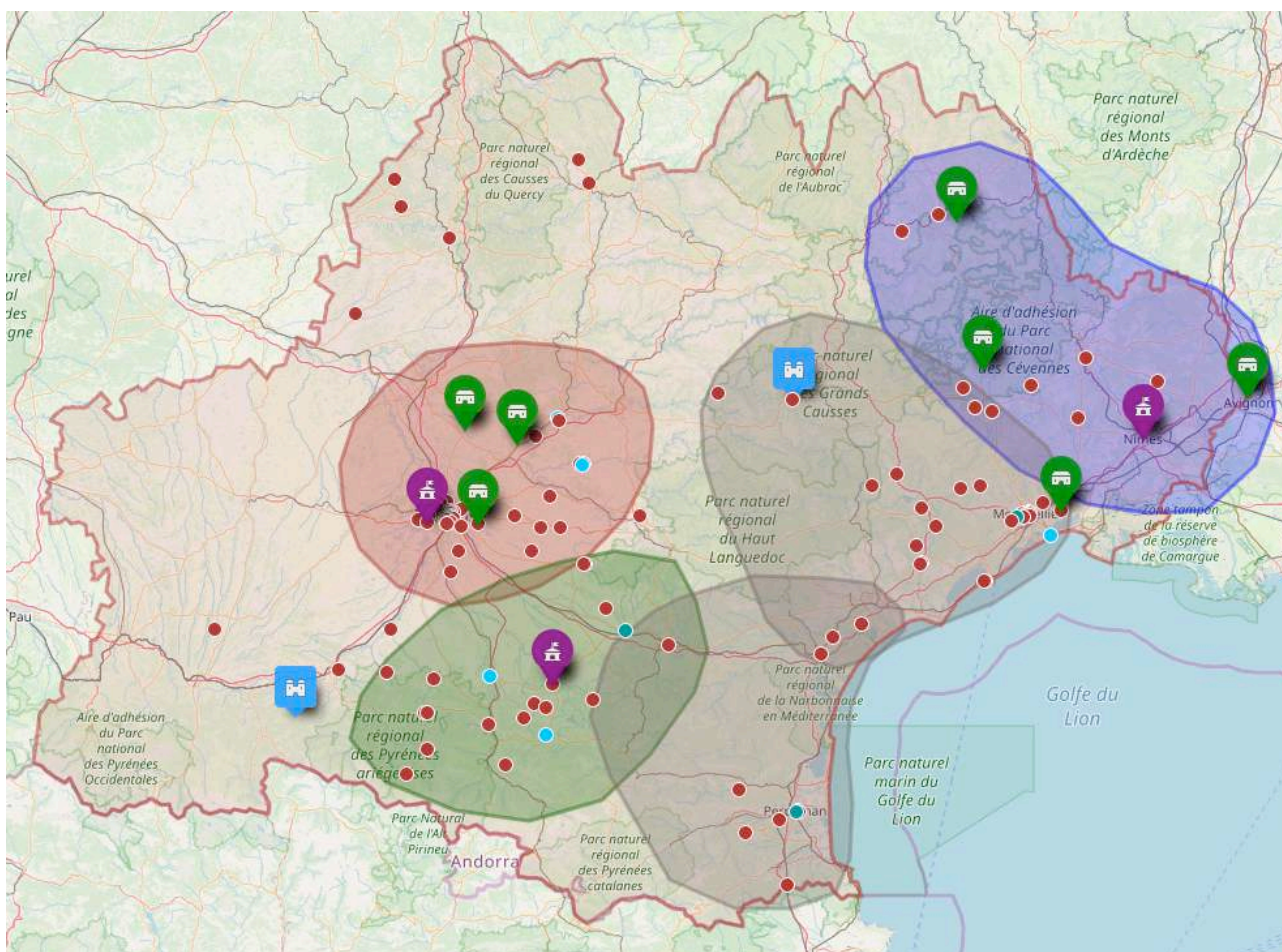 Parc naturel
régional
des Monts
d'Ardèche
Parc naturel
régional
des Causses
du Quercy
Parc naturel
régional
de l'Aubrac
Aire d'adhésion
du Parc
national
des Cévennes
naturel
régional
Grands
Causses
Avignon
Nîmes
Parc naturel
régional
du Haut
Languedoc
Zone tampon
de la réserve
de biosphère
de Camargue
Pau
Parc naturel
régional
de la Narbonnaise
en Méditerranée
Golfe du
Lion
Aire d'adhésion
du Parc
national
des Pyrénées
Occidentales
Parc naturel
régional
des Pyrénées
ariégeoises
Parc naturel
marin du
Golfe du
Lion
Parc Natural
de l'Alt
Pirineu
Andorra
Parc naturel
régional
des Pyrénées
catalanes